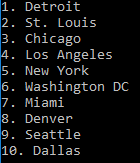 1. Detroit
2. St. Louis
3. Chicago
4. Los Angeles
5. New York
6. Washington DC
7. Miami
8. Denver
9. Seattle
10. Dallas